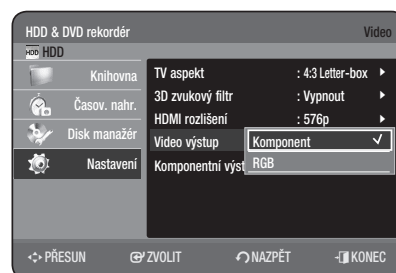 HDD & DVD rekordér Video
HDD HDD
Knihovna
Časov. nahr.
Disk manažér
Nastavení
TV aspekt : 4:3 Letter-box
3D zvukový filtr : Vypnout
HDMI rozlišení : 576p
Video výstup Komponent
Komponentní výst RGB
PŘESUN ZVOLIT NAZPĚT KONEC